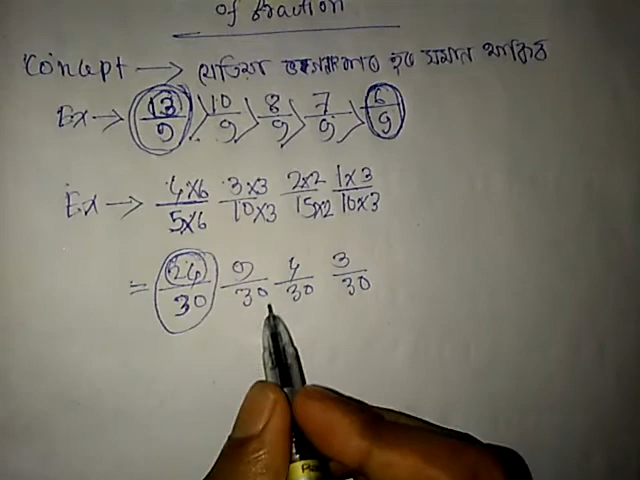 of Fraction
Concept → যেতিয়া হৰ সমান থাকিব
Ex → 13/9 > 10/9 > 8/9 > 7/9 > 6/9
Ex → 4×6/5×6 3×3/10×3 2×2/15×2 1×3/10×3
= 24/30 9/30 4/30 3/30